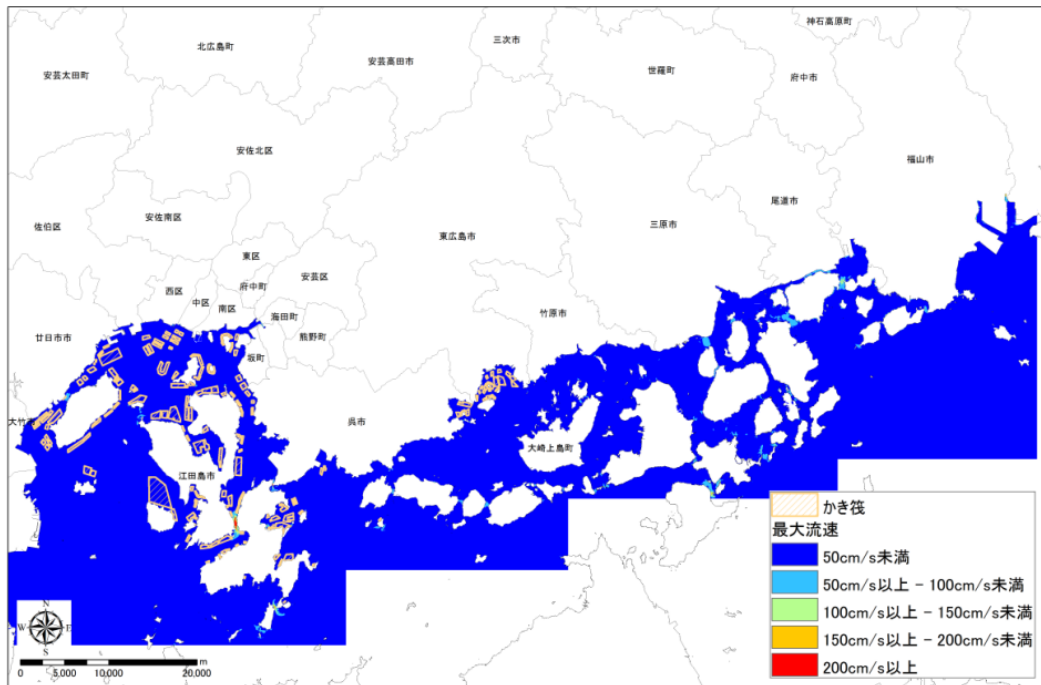 神石高原町
三次市
北広島町
安芸高田市
安芸太田町
世羅町
府中市
安佐北区
福山市
尾道市
安佐南区
佐伯区
三原市
東広島市
東区
安芸区
府中町
西区
中区
南区
海田町
竹原市
熊野町
廿日市市
坂町
大竹
呉市
大崎上島町
江田島市
かき筏
最大流速
50cm/s未満
50cm/s以上－100cm/s未満
100cm/s以上－150cm/s未満
150cm/s以上－200cm/s未満
200cm/s以上
N
W
E
S
0 5,000 10,000 20,000 m